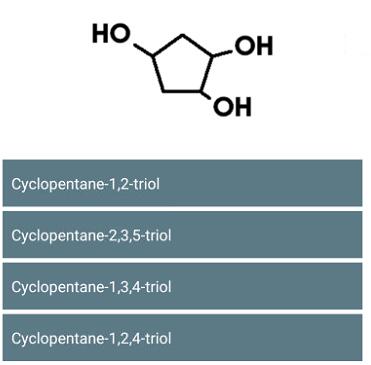 HO
OH
OH
Cyclopentane-1,2-triol
Cyclopentane-2,3,5-triol
Cyclopentane-1,3,4-triol
Cyclopentane-1,2,4-triol